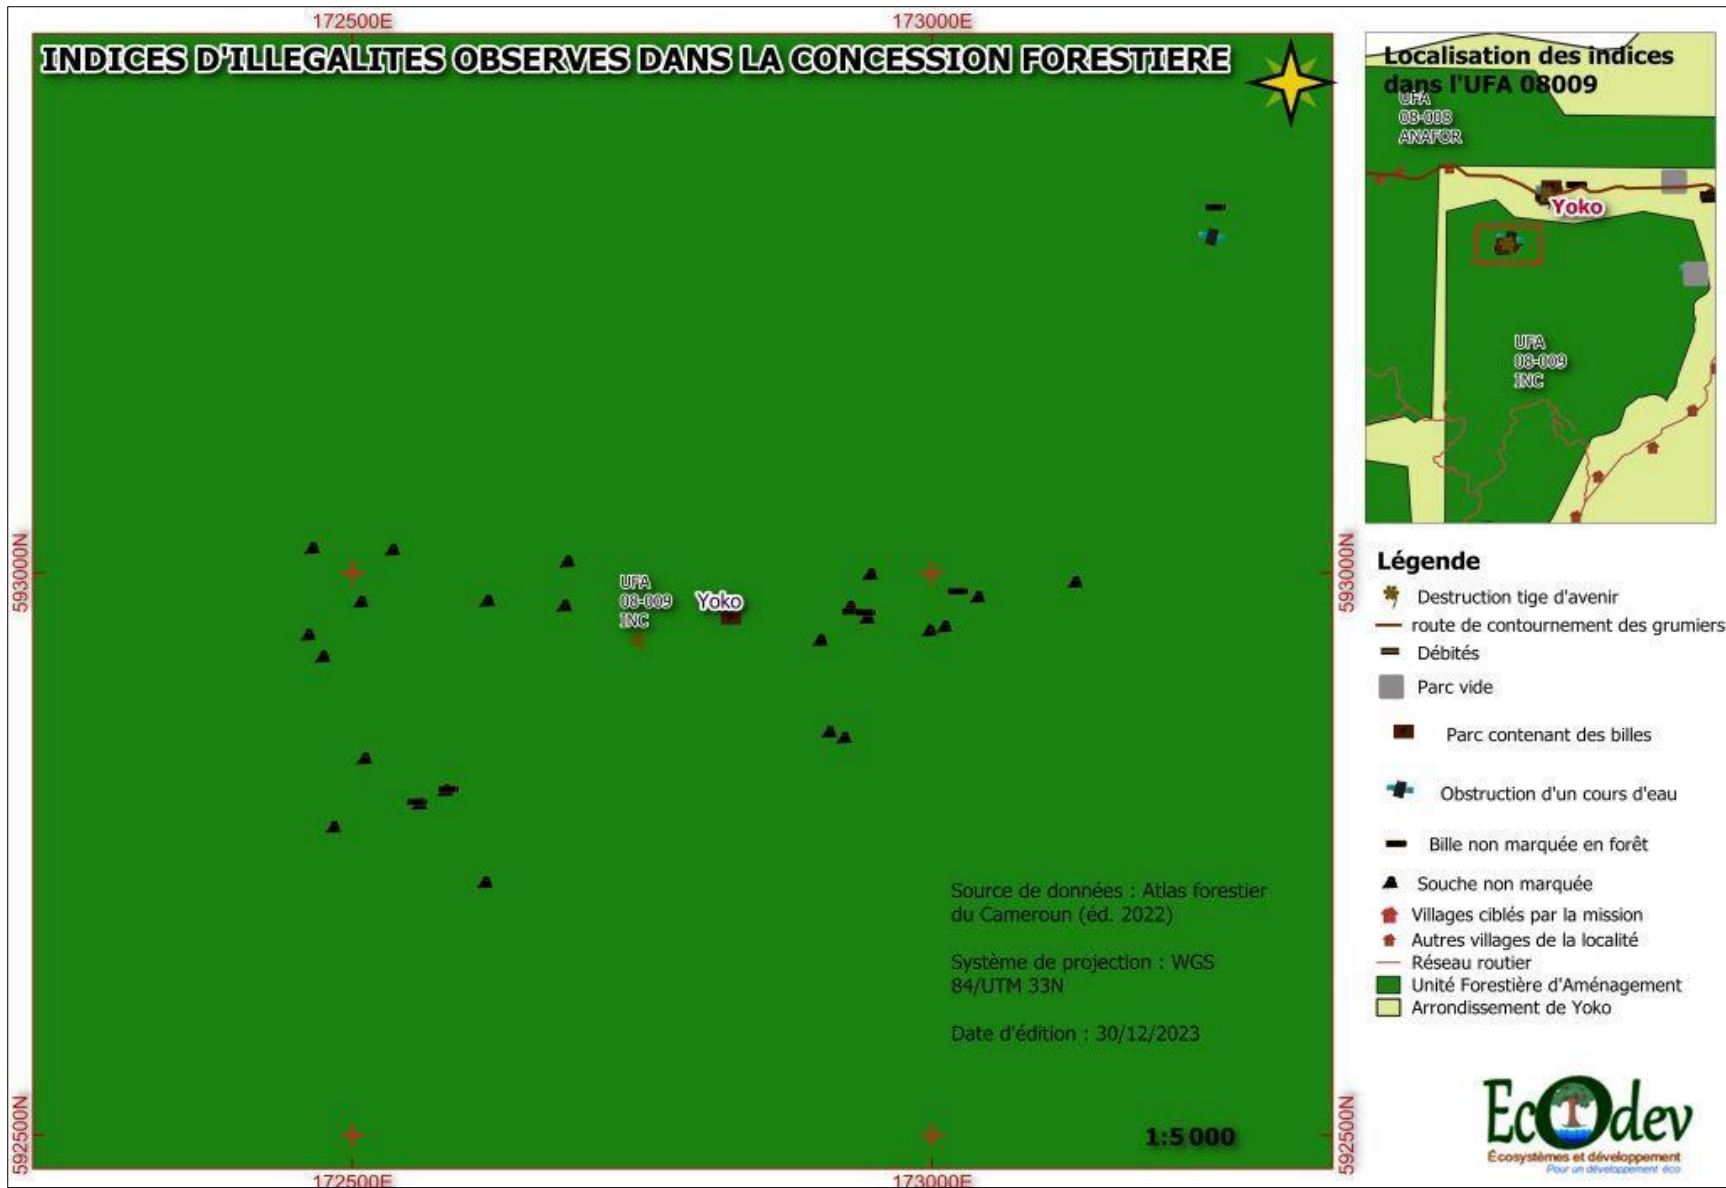 172500E
173000E
INDICES D'ILLEGALITES OBSERVES DANS LA CONCESSION FORESTIERE
593000N
593000N
UFA
08-009
INC
Yoko
Source de données : Atlas forestier
du Cameroun (éd. 2022)
Système de projection : WGS
84/UTM 33N
Date d'édition : 30/12/2023
1:5 000
592500N
592500N
172500E
173000E
Localisation des indices
dans l'UFA 08009
UFA
08-008
ANAFOR
Yoko
UFA
08-009
INC
Légende
Destruction tige d'avenir
route de contournement des grumiers
Débités
Parc vide
Parc contenant des billes
Obstruction d'un cours d'eau
Bille non marquée en forêt
Souche non marquée
Villages ciblés par la mission
Autres villages de la localité
Réseau routier
Unité Forestière d'Aménagement
Arrondissement de Yoko
EcOdev
Écosystèmes et développement
Pour un développement éco